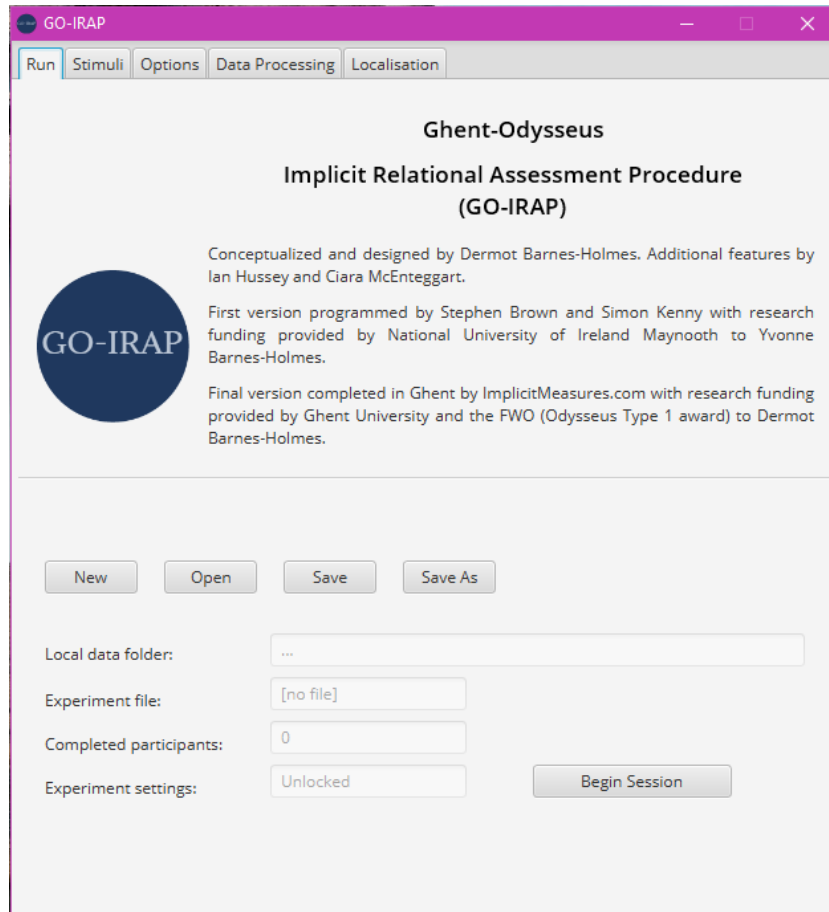 GO-IRAP
Run Stimuli Options Data Processing Localisation
Ghent-Odysseus
Implicit Relational Assessment Procedure
(GO-IRAP)
Conceptualized and designed by Dermot Barnes-Holmes. Additional features by
Ian Hussey and Ciara McEnteggart.
First version programmed by Stephen Brown and Simon Kenny with research
funding provided by National University of Ireland Maynooth to Yvonne
Barnes-Holmes.
GO-IRAP
Final version completed in Ghent by ImplicitMeasures.com with research funding
provided by Ghent University and the FWO (Odysseus Type 1 award) to Dermot
Barnes-Holmes.
New Open Save Save As
Local data folder: ...
Experiment file: [no file]
Completed participants: 0
Experiment settings: Unlocked Begin Session